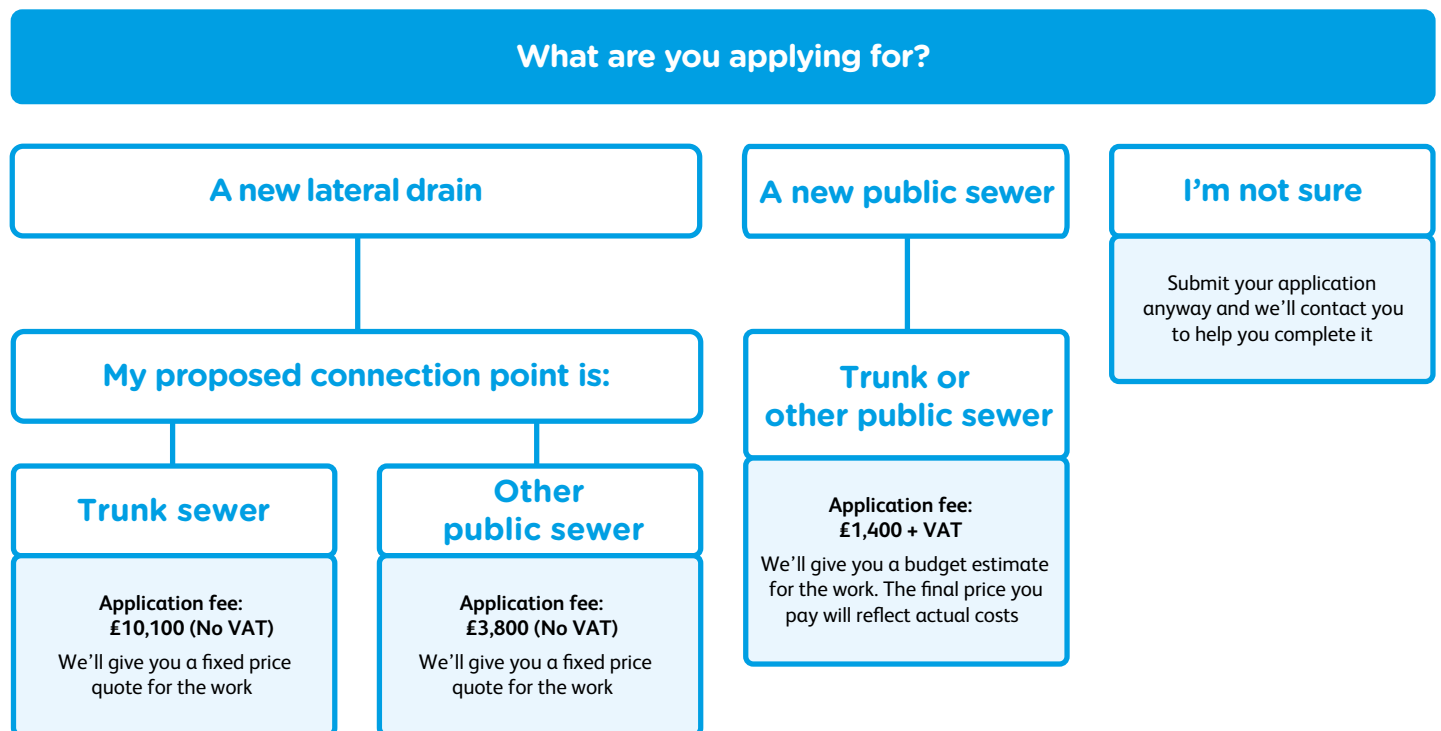 What are you applying for?
A new lateral drain
My proposed connection point is:
Trunk sewer
Application fee:
£10,100 (No VAT)
We’ll give you a fixed price
quote for the work
Other
public sewer
Application fee:
£3,800 (No VAT)
We’ll give you a fixed price
quote for the work
A new public sewer
Trunk or
other public sewer
Application fee:
£1,400 + VAT
We’ll give you a budget estimate
for the work. The final price you
pay will reflect actual costs
I’m not sure
Submit your application
anyway and we’ll contact you
to help you complete it